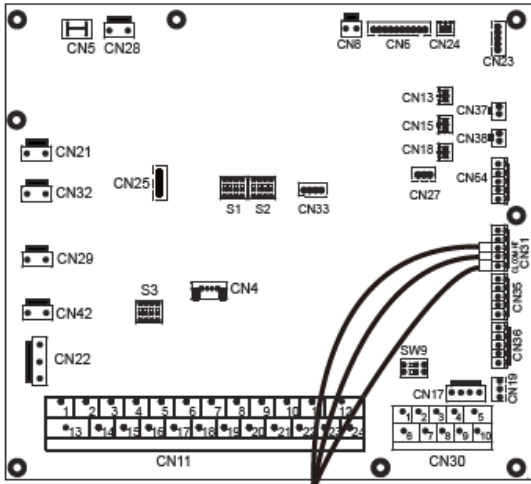 CN5
CN28
CN8
CN6
CN24
CN23
CN13
CN37
CN15
CN38
CN21
CN18
CN32
CN25
CN27
CN64
S1
S2
CN33
CN31
CN29
CN4
CN35
S3
CN42
CN36
SW9
CN22
CN17
CN19
1 2 3 4 5 6 7 8 9 10 11 12
13 14 15 16 17 18 19 20 21 22 23 24
1 2 3 4 5
6 7 8 9 10
CN11
CN30